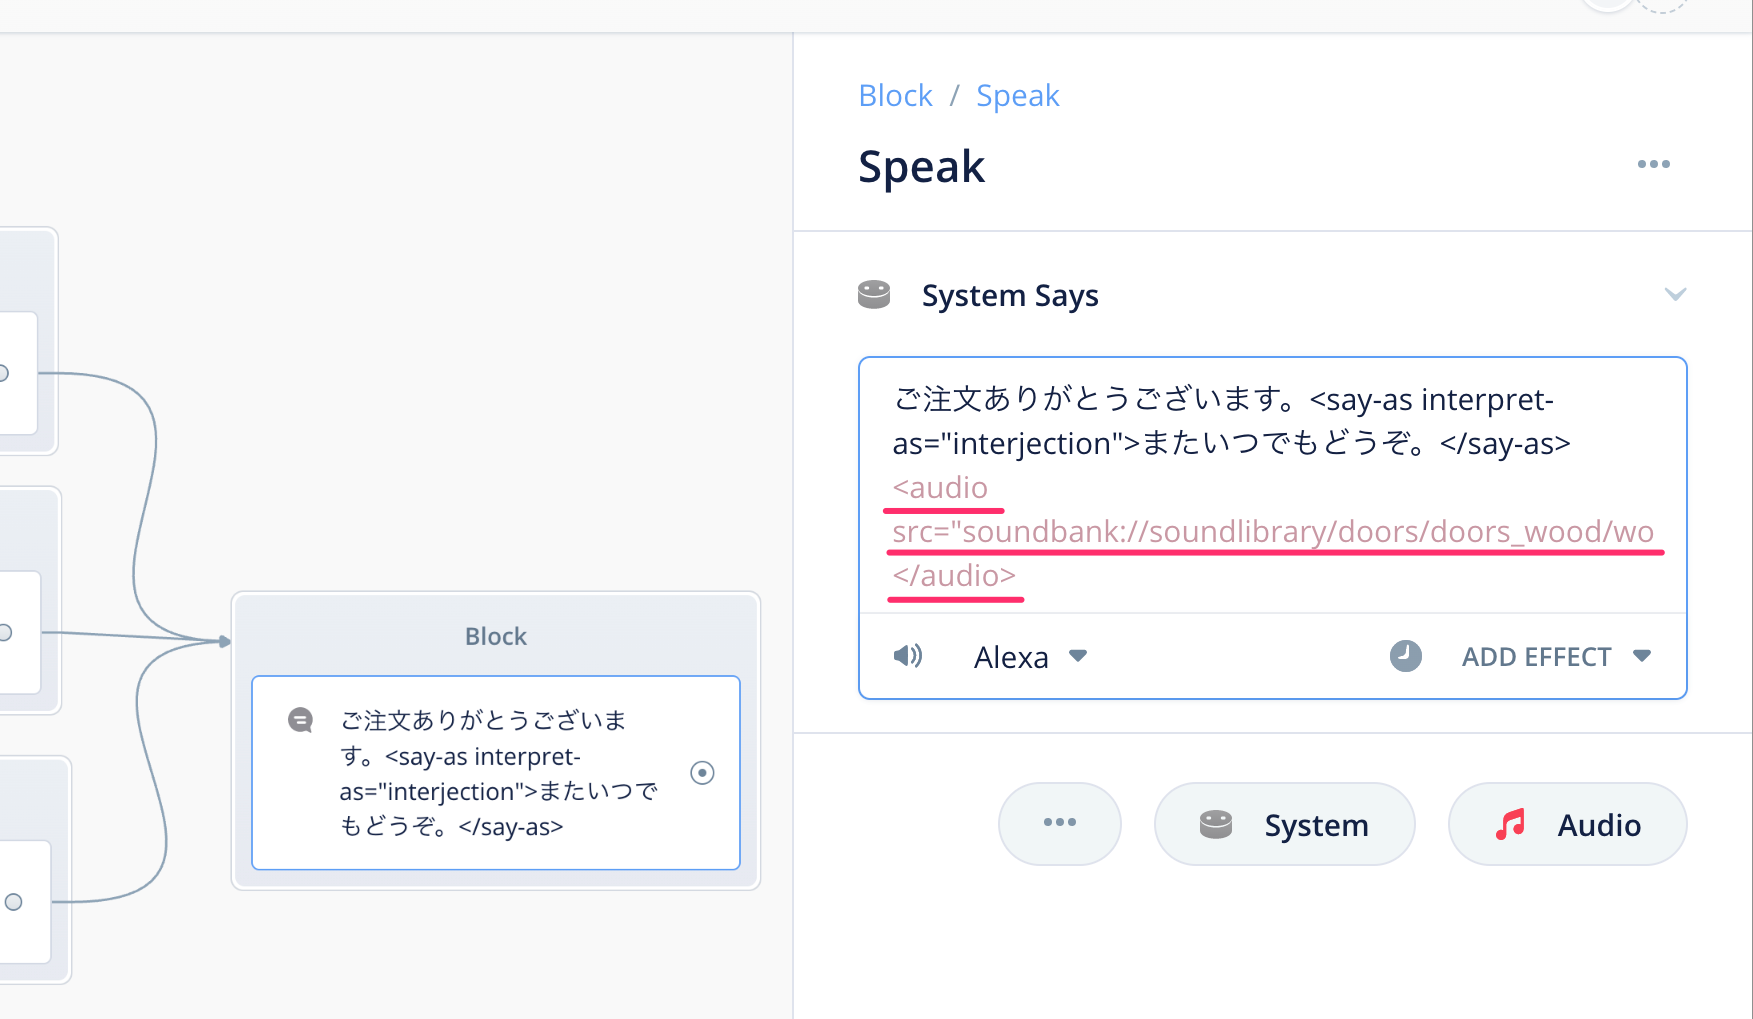 Block / Speak
Speak
System Says
ご注文ありがとうございます。<say-as interpret-
as="interjection">またいつでもどうぞ。</say-as>
<audio
src="soundbank://soundlibrary/doors/doors_wood/wo
</audio>
Alexa
ADD EFFECT
System
Audio
Block
ご注文ありがとうございま
す。<say-as interpret-
as="interjection">またいつで
もどうぞ。</say-as>